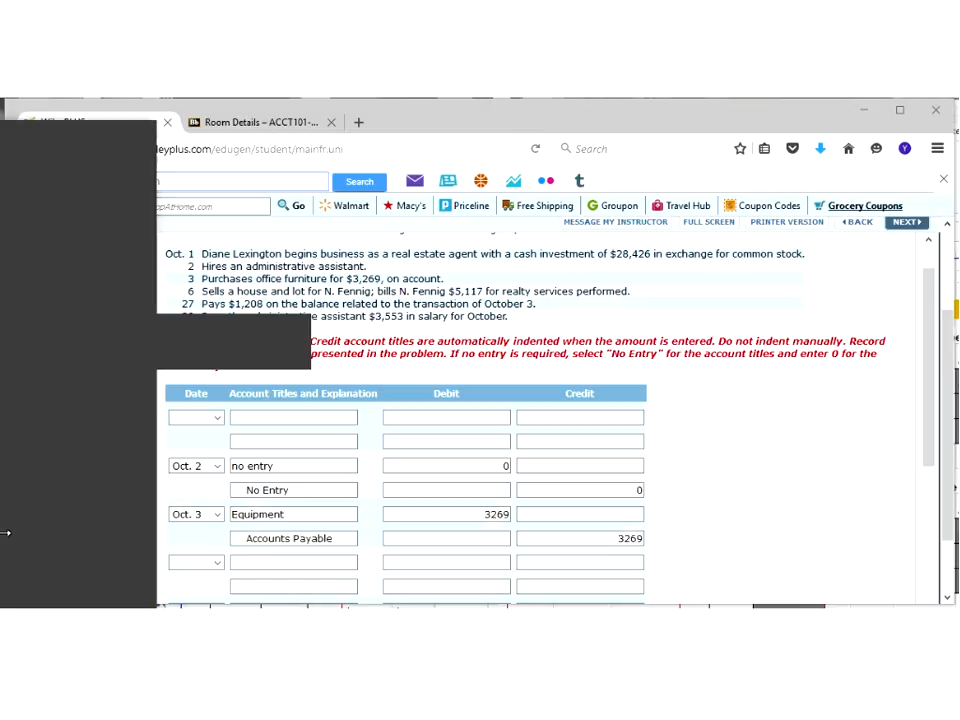 Room Details – ACCT101-...
leyplus.com/edugen/student/mainfr.uni
Search
Search
pAtHome.com
Go
Walmart
Macy's
Priceline
Free Shipping
Groupon
Travel Hub
Coupon Codes
Grocery Coupons
MESSAGE MY INSTRUCTOR
FULL SCREEN
PRINTER VERSION
BACK
NEXT
Oct. 1 Diane Lexington begins business as a real estate agent with a cash investment of $28,426 in exchange for common stock.
2 Hires an administrative assistant.
3 Purchases office furniture for $3,269, on account.
6 Sells a house and lot for N. Fennig; bills N. Fennig $5,117 for realty services performed.
27 Pays $1,208 on the balance related to the transaction of October 3.
assistant $3,553 in salary for October.
Credit account titles are automatically indented when the amount is entered. Do not indent manually. Record
presented in the problem. If no entry is required, select "No Entry" for the account titles and enter 0 for the
Date Account Titles and Explanation Debit Credit
Oct. 2 no entry 0
No Entry 0
Oct. 3 Equipment 3269
Accounts Payable 3269